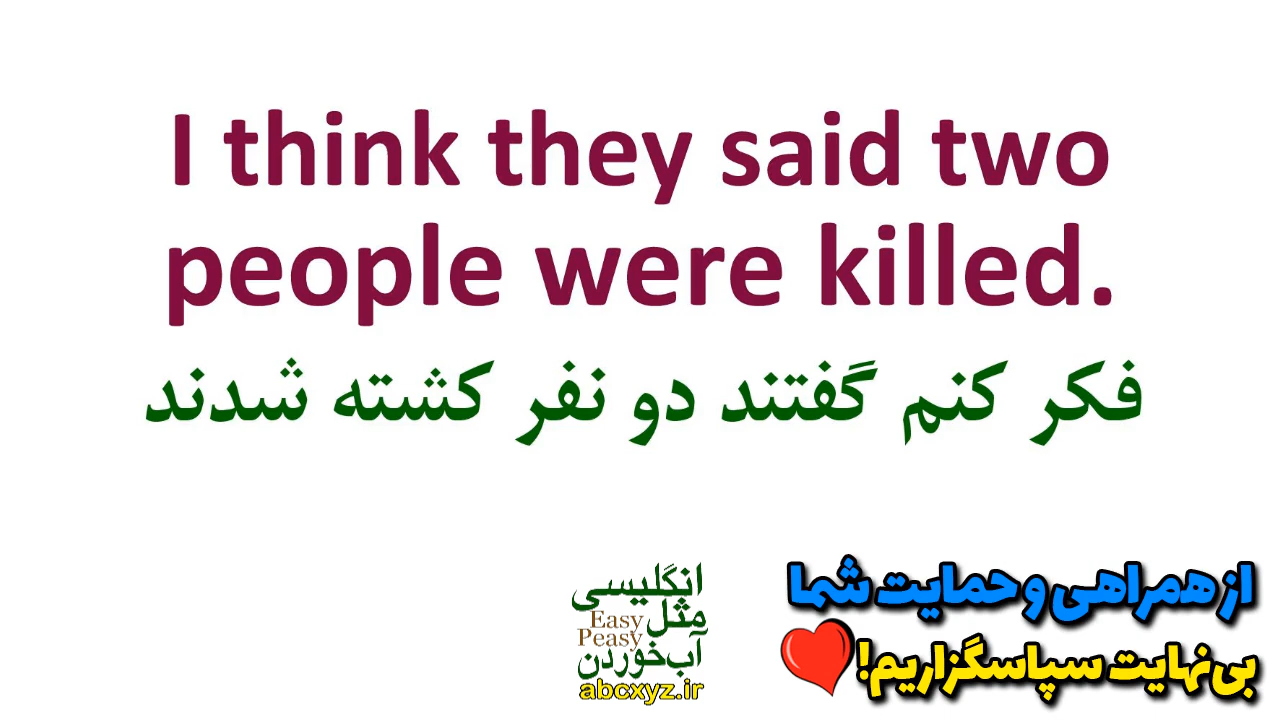 I think they said two
people were killed.
فکر کنم گفتند دو نفر کشته شدند
انگلیسی
مثل
Easy
Peasy
آب‌خوردن
abcxyz.ir
از همراهی و حمایت شما
بی‌نهایت سپاسگزاریم!